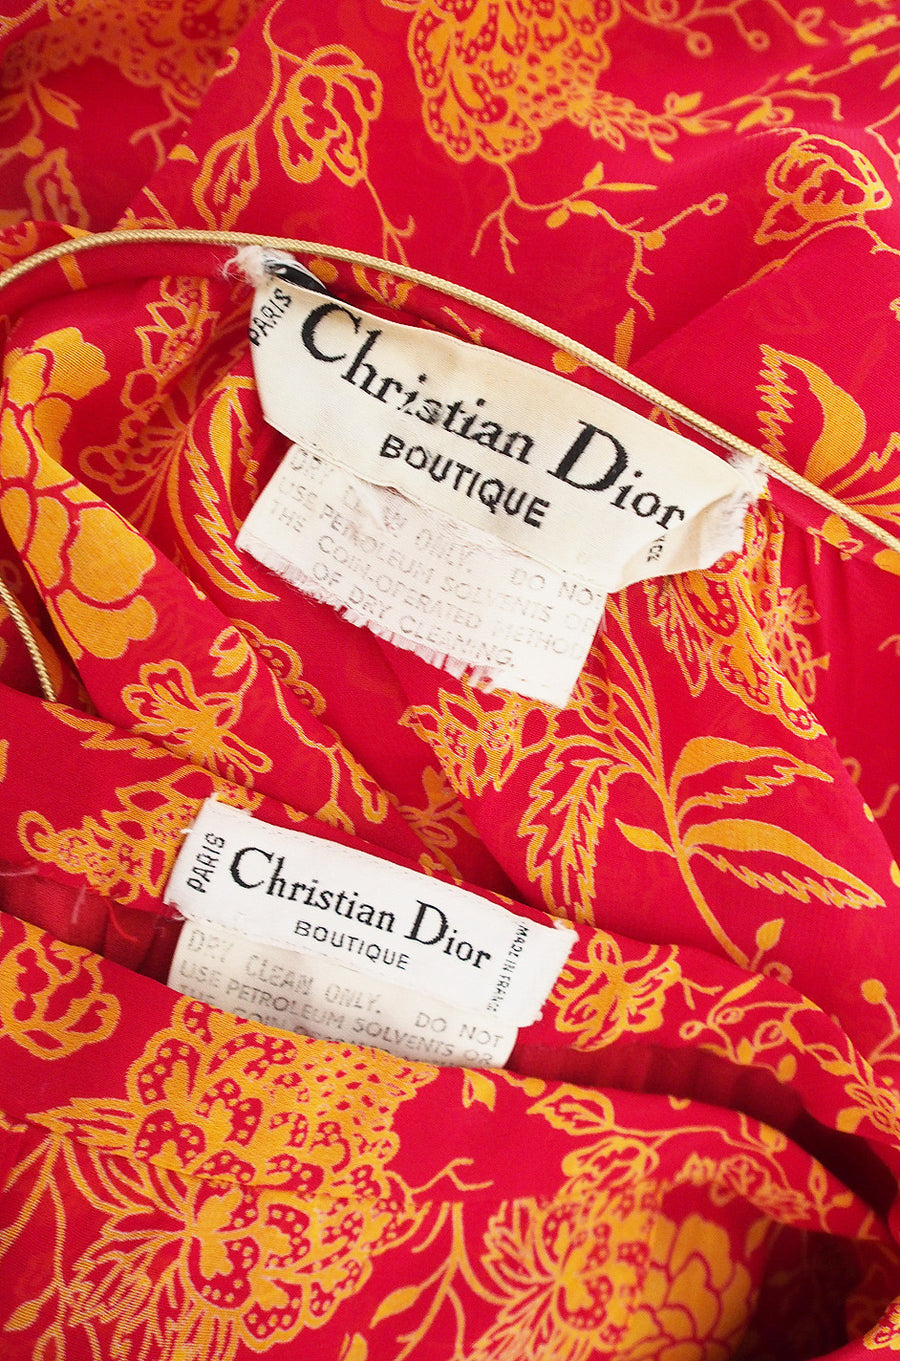 PARIS
Christian Dior
BOUTIQUE
DRY CLEAN ONLY. DO NOT
USE PETROLEUM SOLVENTS OR
THE COIN-OPERATED METHOD
OF DRY CLEANING.
PARIS
Christian Dior
BOUTIQUE
MADE IN FRANCE
DRY CLEAN ONLY. DO NOT
USE PETROLEUM SOLVENTS OR